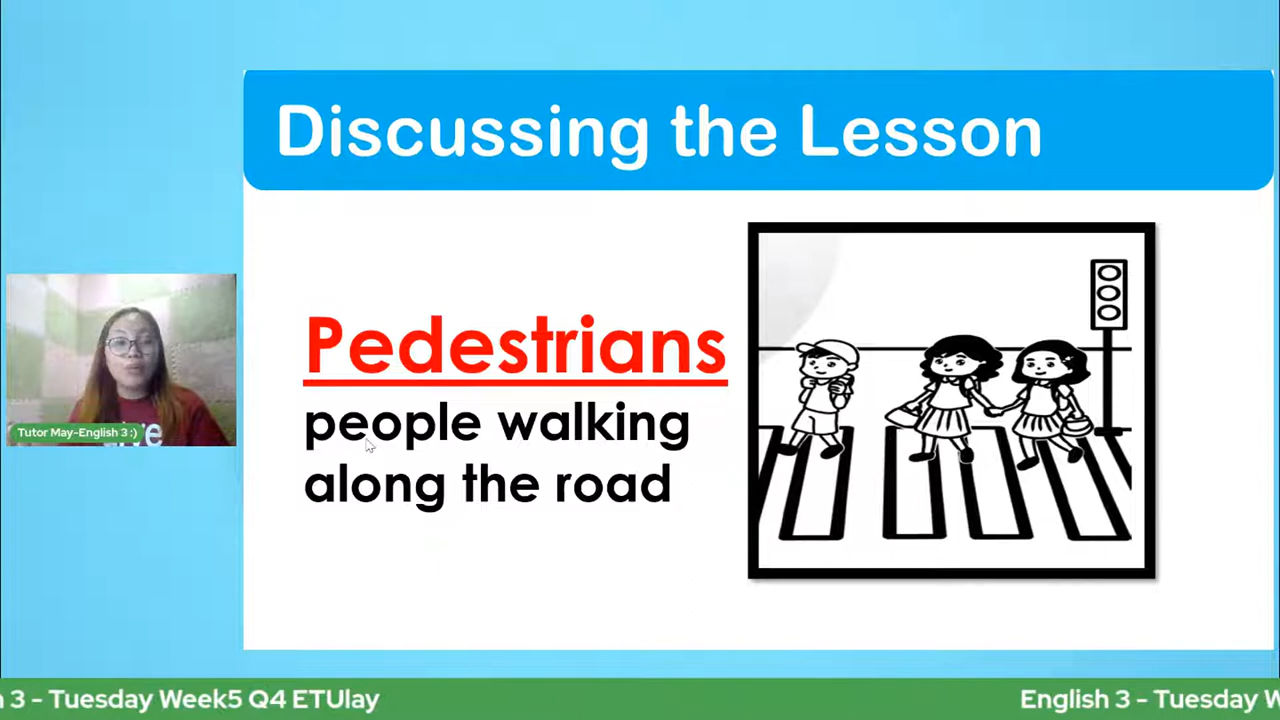 Discussing the Lesson
Pedestrians
people walking
along the road
Tutor May-English 3 :)
3 - Tuesday Week5 Q4 ETUlay
English 3 - Tuesday